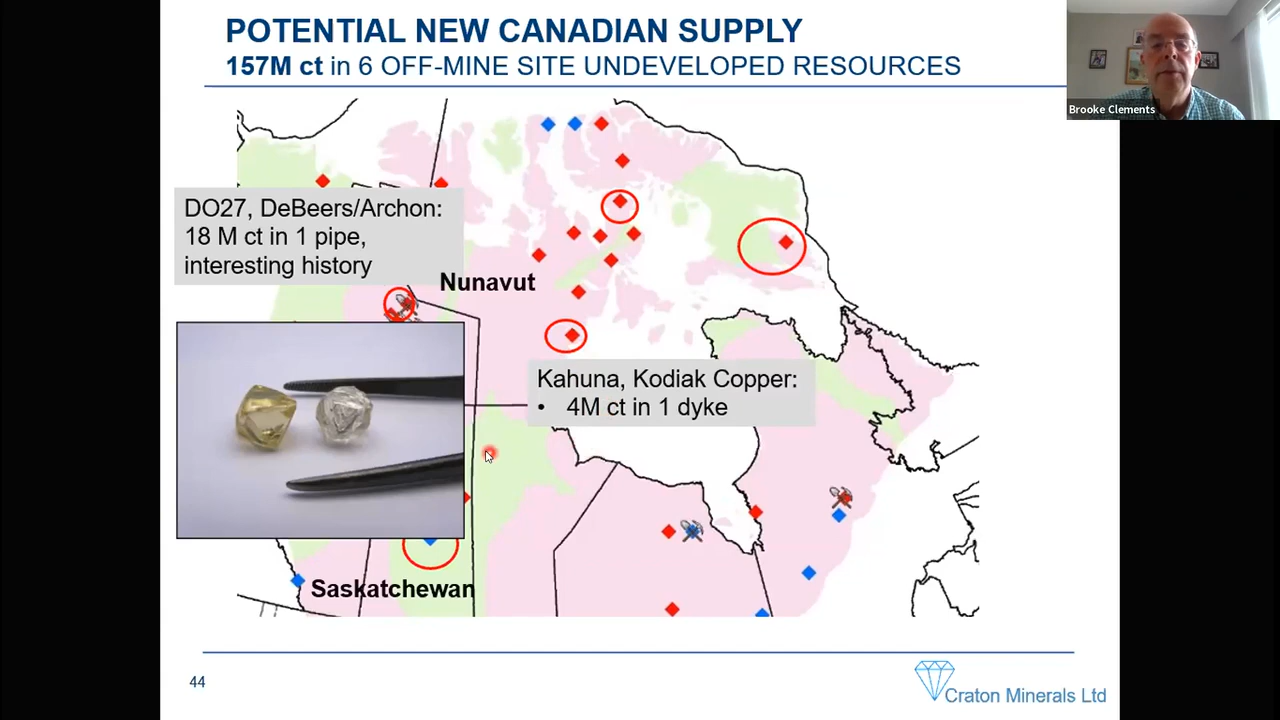 POTENTIAL NEW CANADIAN SUPPLY
157M ct in 6 OFF-MINE SITE UNDEVELOPED RESOURCES
Brooke Clements
DO27, DeBeers/Archon:
18 M ct in 1 pipe,
interesting history
Nunavut
Kahuna, Kodiak Copper:
• 4M ct in 1 dyke
Saskatchewan
44
Craton Minerals Ltd